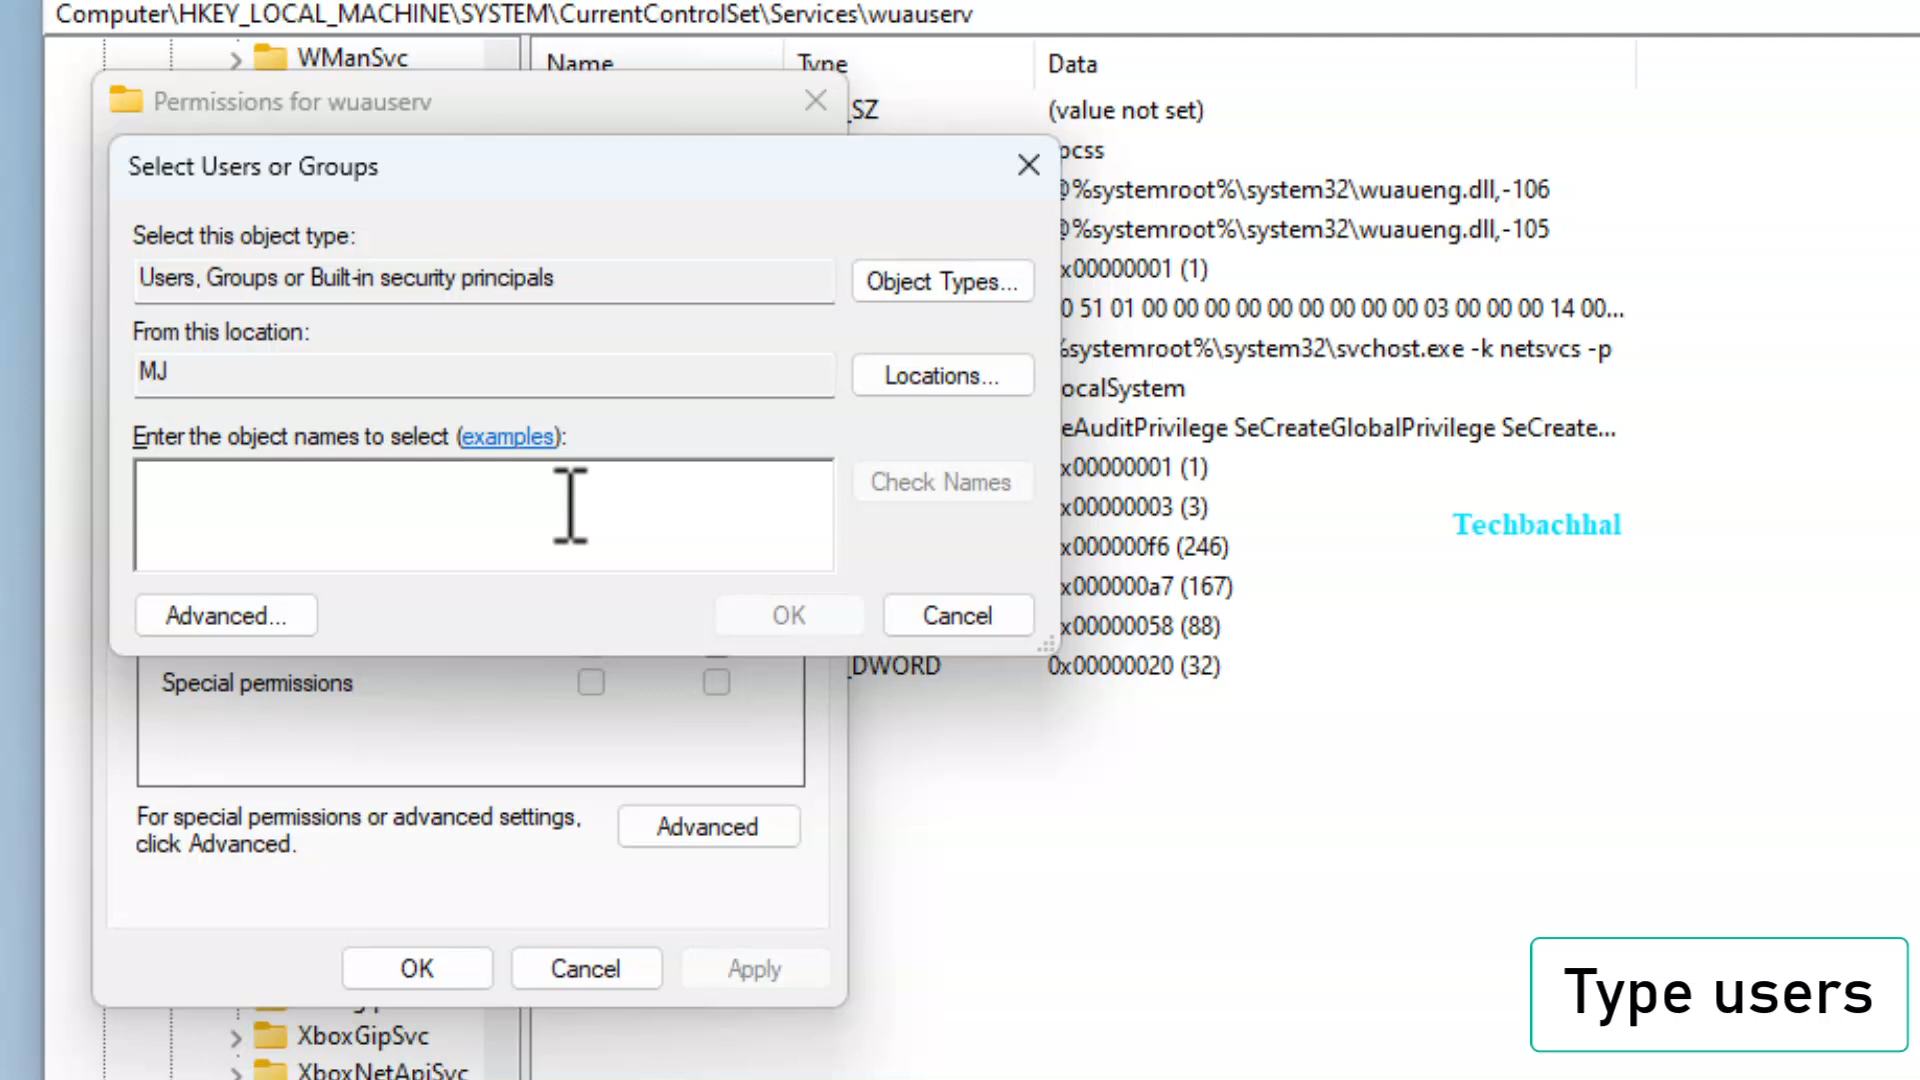 Computer\HKEY_LOCAL_MACHINE\SYSTEM\CurrentControlSet\Services\wuauserv
WManSvc
Name Type Data
Permissions for wuauserv
_SZ (value not set)
Select Users or Groups
pcss
@%systemroot%\system32\wuaueng.dll,-106
@%systemroot%\system32\wuaueng.dll,-105
Select this object type:
Users, Groups or Built-in security principals
Object Types...
x00000001 (1)
0 51 01 00 00 00 00 00 00 00 00 00 03 00 00 00 14 00...
From this location:
MJ
Locations...
%systemroot%\system32\svchost.exe -k netsvcs -p
ocalSystem
Enter the object names to select (examples):
eAuditPrivilege SeCreateGlobalPrivilege SeCreate...
x00000001 (1)
Check Names
x00000003 (3)
Techbachhal
x000000f6 (246)
x000000a7 (167)
Advanced... OK Cancel
x00000058 (88)
_DWORD 0x00000020 (32)
Special permissions
For special permissions or advanced settings,
click Advanced.
Advanced
OK Cancel Apply
Type users
XboxGipSvc
XboxNetApiSvc